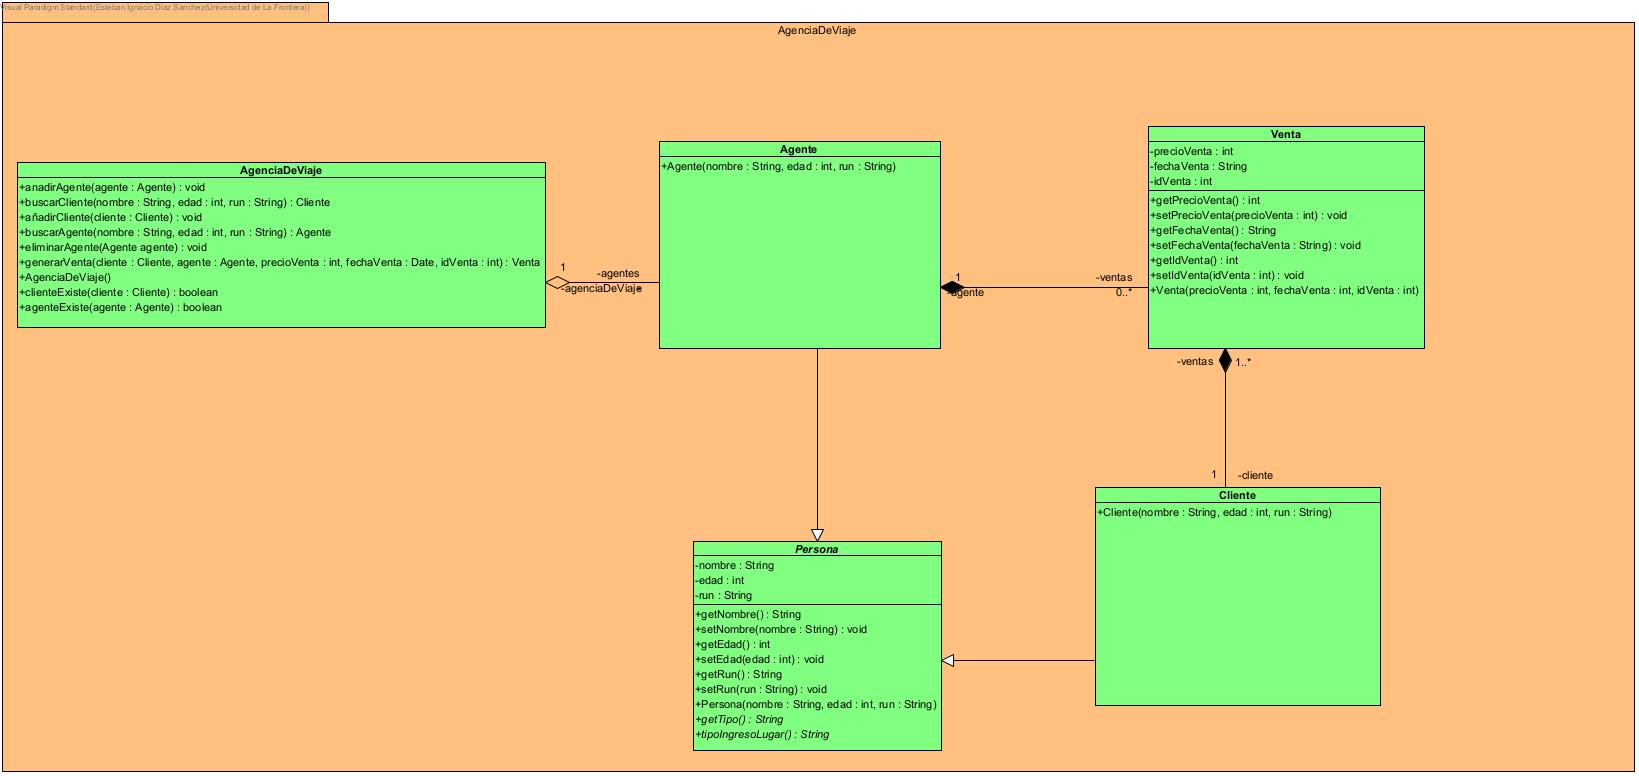 Visual Paradigm Standard(Esteban Ignacio Diaz Sanchez(Universidad de La Frontera))
AgenciaDeViaje
AgenciaDeViaje
+anadirAgente(agente : Agente) : void
+buscarCliente(nombre : String, edad : int, run : String) : Cliente
+añadirCliente(cliente : Cliente) : void
+buscarAgente(nombre : String, edad : int, run : String) : Agente
+eliminarAgente(Agente agente) : void
+generarVenta(cliente : Cliente, agente : Agente, precioVenta : int, fechaVenta : Date, idVenta : int) : Venta
+AgenciaDeViaje()
+clienteExiste(cliente : Cliente) : boolean
+agenteExiste(agente : Agente) : boolean
1
-agentes
-agenciaDeViaje
*
Agente
+Agente(nombre : String, edad : int, run : String)
1
-agente
-ventas
0..*
Venta
-precioVenta : int
-fechaVenta : String
-idVenta : int
+getPrecioVenta() : int
+setPrecioVenta(precioVenta : int) : void
+getFechaVenta() : String
+setFechaVenta(fechaVenta : String) : void
+getIdVenta() : int
+setIdVenta(idVenta : int) : void
+Venta(precioVenta : int, fechaVenta : int, idVenta : int)
-ventas
1..*
1
-cliente
Cliente
+Cliente(nombre : String, edad : int, run : String)
Persona
-nombre : String
-edad : int
-run : String
+getNombre() : String
+setNombre(nombre : String) : void
+getEdad() : int
+setEdad(edad : int) : void
+getRun() : String
+setRun(run : String) : void
+Persona(nombre : String, edad : int, run : String)
+getTipo() : String
+tipoIngresoLugar() : String